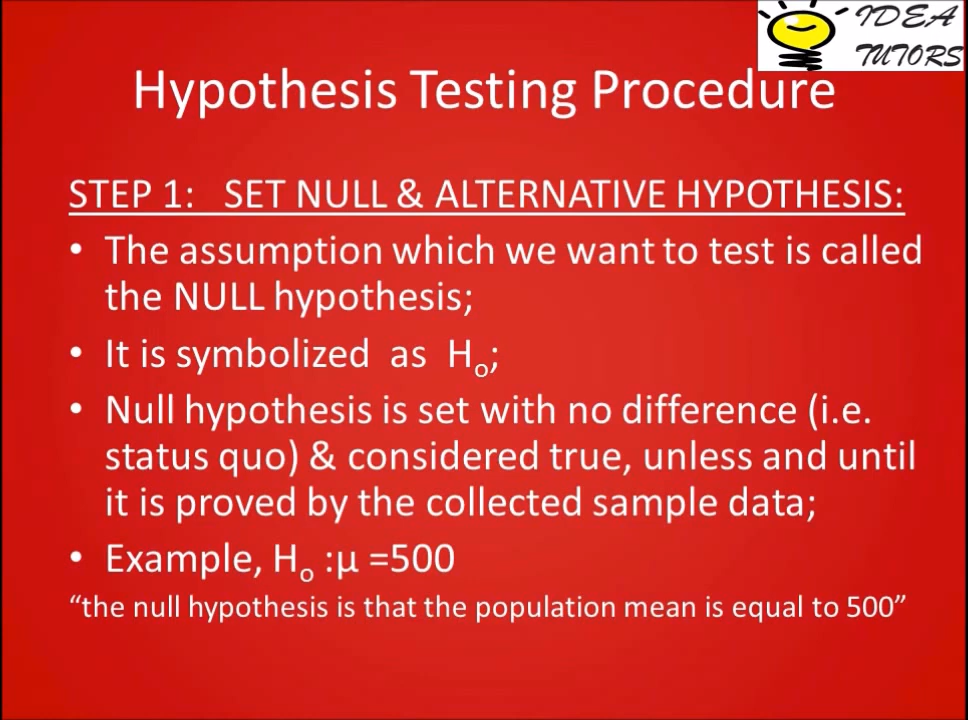 IDEA
TUTORS
Hypothesis Testing Procedure
STEP 1: SET NULL & ALTERNATIVE HYPOTHESIS:
• The assumption which we want to test is called
the NULL hypothesis;
• It is symbolized as Hₒ;
• Null hypothesis is set with no difference (i.e.
status quo) & considered true, unless and until
it is proved by the collected sample data;
• Example, Hₒ :µ =500
“the null hypothesis is that the population mean is equal to 500”